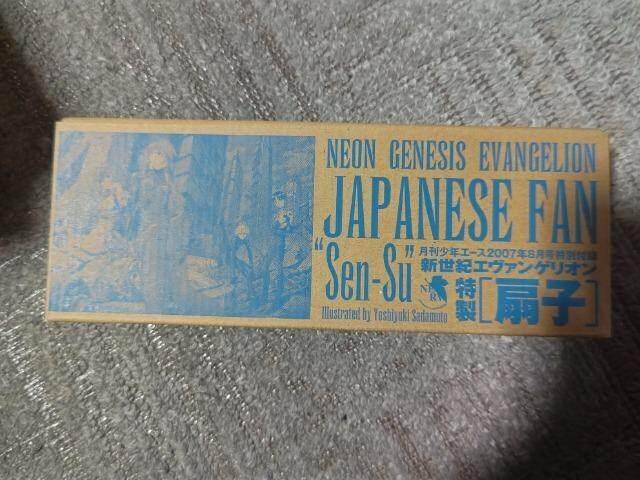 NEON GENESIS EVANGELION
JAPANESE FAN
"Sen-Su"
月刊少年エース2007年8月号特別付録
新世紀エヴァンゲリオン
NERV
特製
[扇子]
Illustrated by Yoshiyuki Sadamoto